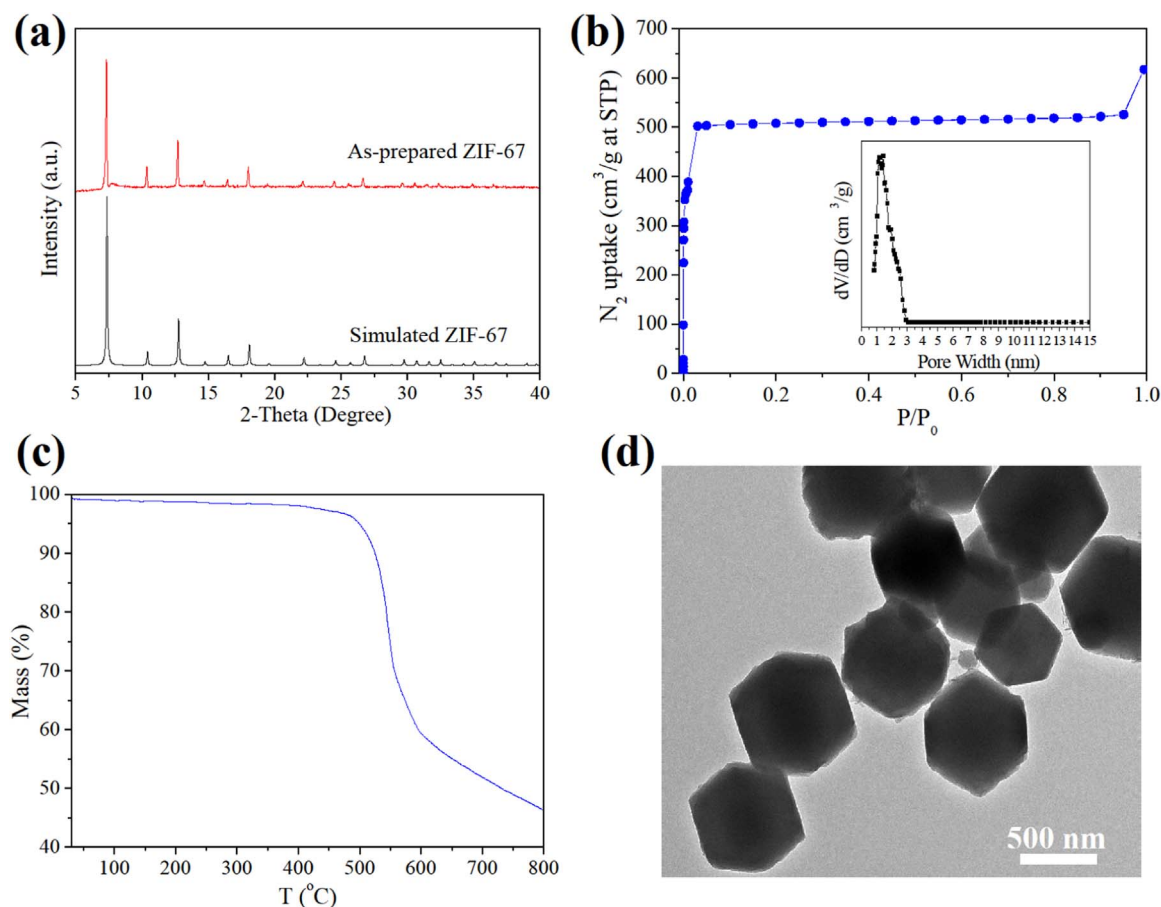 (a)
Intensity (a.u.)
As-prepared ZIF-67
Simulated ZIF-67
5 10 15 20 25 30 35 40
2-Theta (Degree)
(b)
N₂ uptake (cm³/g at STP)
700
600
500
400
300
200
100
0
0.0 0.2 0.4 0.6 0.8 1.0
P/P₀
dV/dD (cm³/g)
0 1 2 3 4 5 6 7 8 9 10 11 12 13 14 15
Pore Width (nm)
(c)
Mass (%)
100
90
80
70
60
50
40
100 200 300 400 500 600 700 800
T (°C)
(d)
500 nm